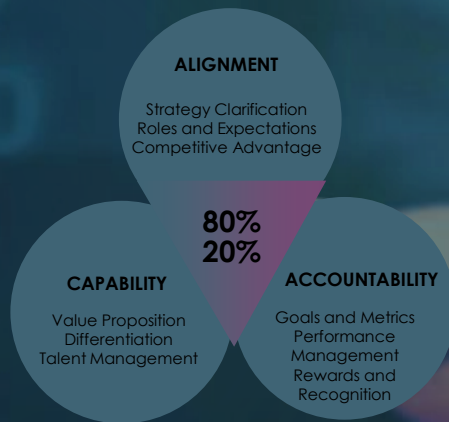 ALIGNMENT
Strategy Clarification
Roles and Expectations
Competitive Advantage
80%
20%
CAPABILITY
Value Proposition
Differentiation
Talent Management
ACCOUNTABILITY
Goals and Metrics
Performance
Management
Rewards and
Recognition